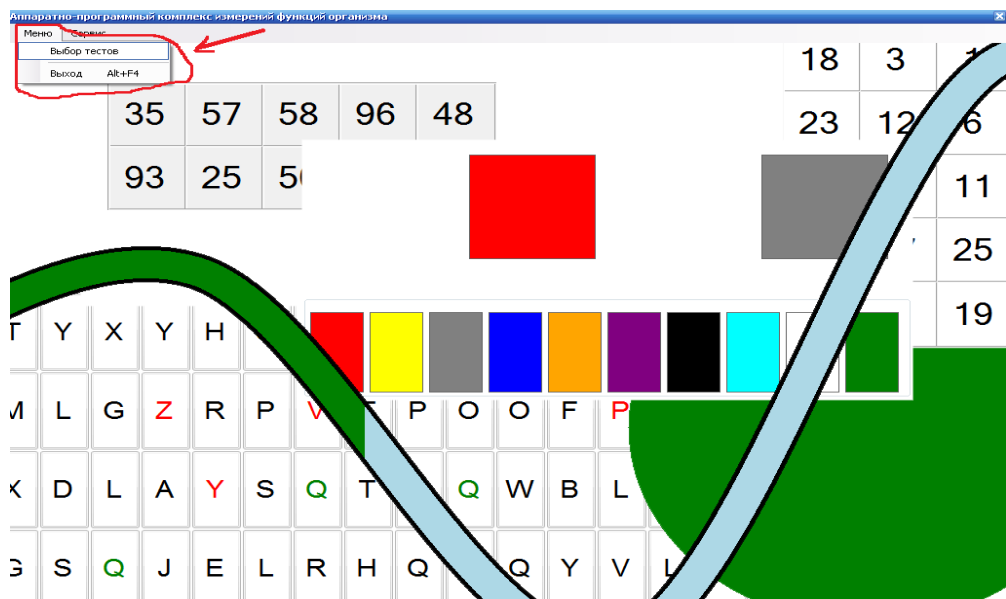 Аппаратно-программный комплекс измерений функций организма
Меню Сервис
Выбор тестов
Выход Alt+F4
18 3
23 12 6
35 57 58 96 48
93 25
11
25
19
T Y X Y H
M L G Z R P V T P O O F P
X D L A Y S Q T Q W B L
G S Q J E L R H Q Q Y V L